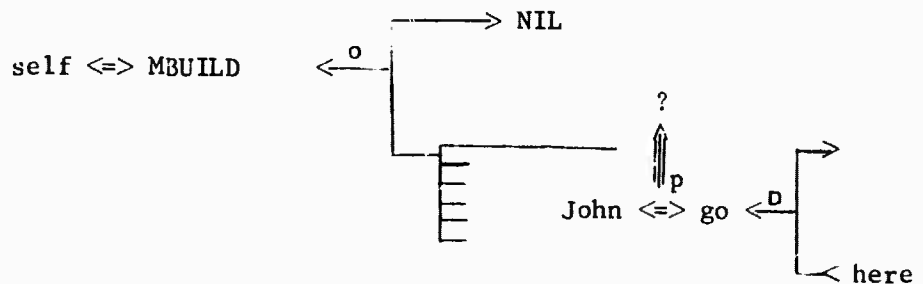 NIL
self <=> MBUILD <— o
?
p
John <=> go <— D
here